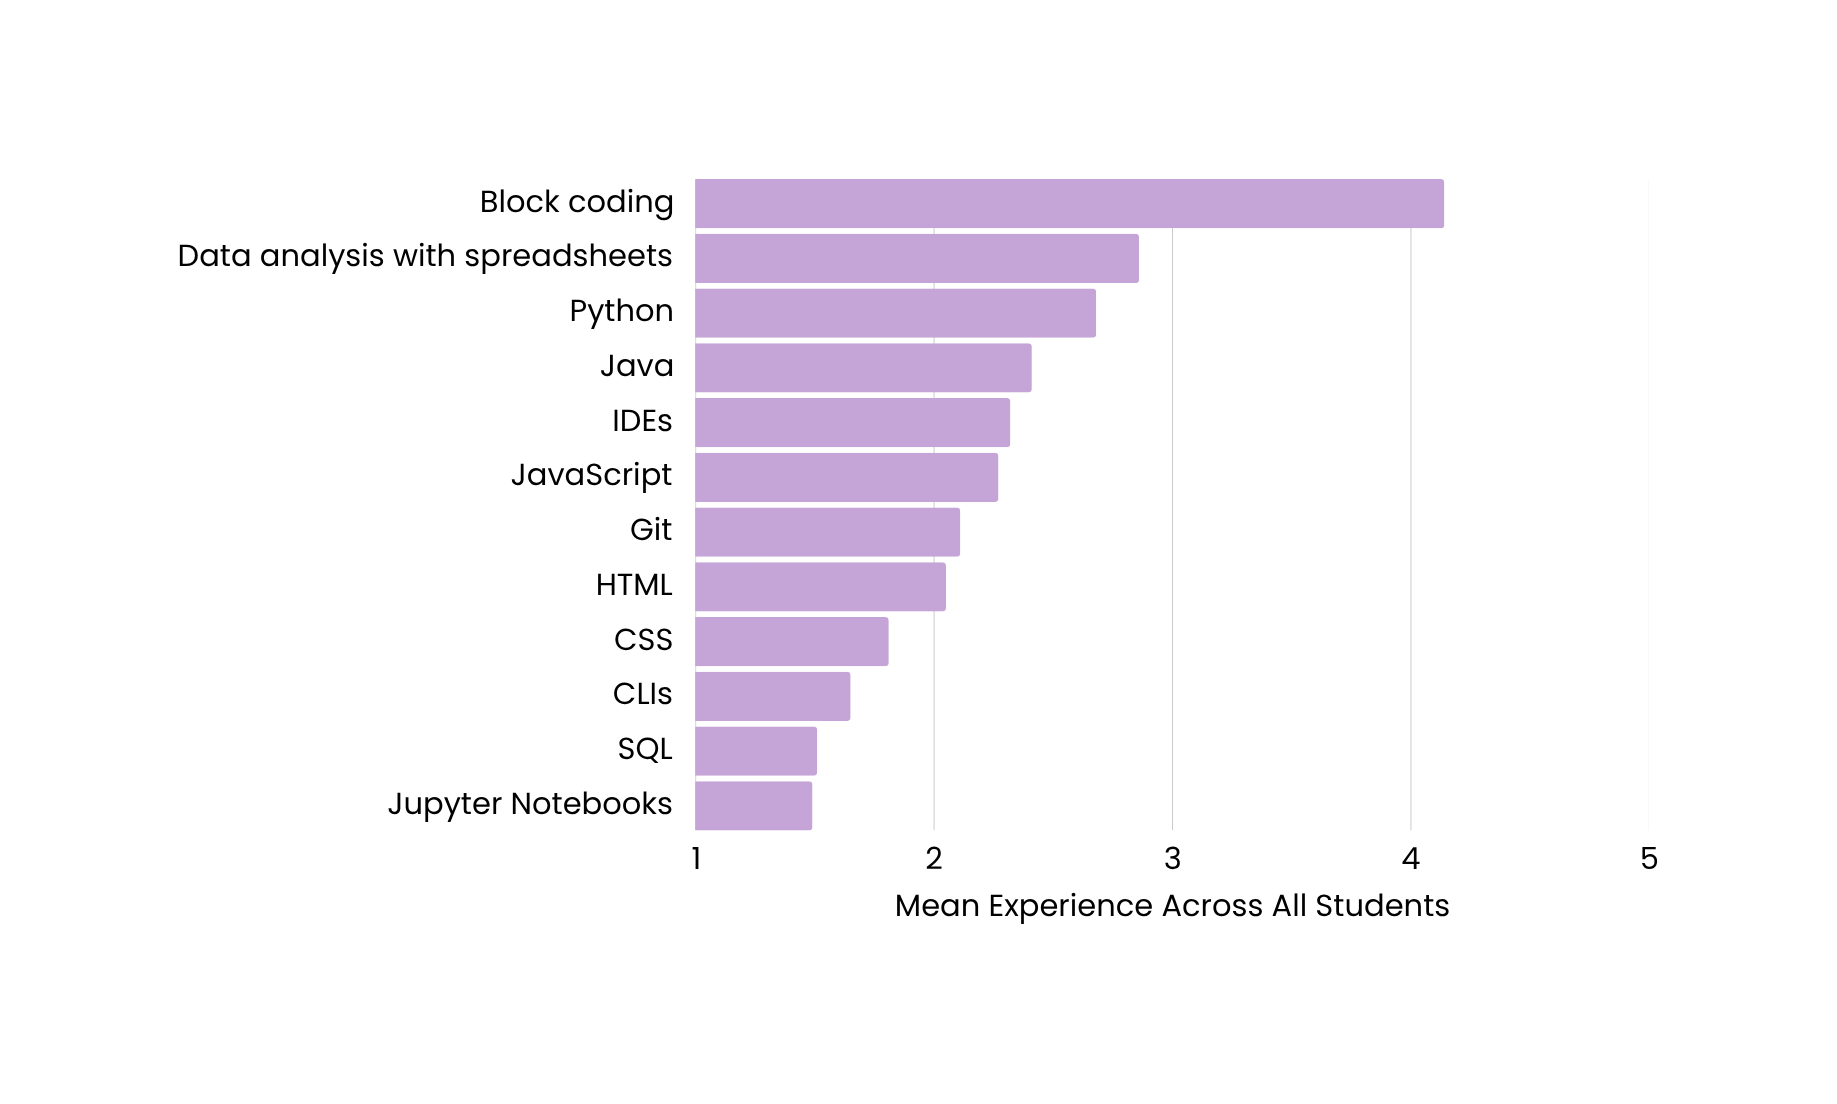 Block coding
Data analysis with spreadsheets
Python
Java
IDEs
JavaScript
Git
HTML
CSS
CLIs
SQL
Jupyter Notebooks
1 2 3 4 5
Mean Experience Across All Students